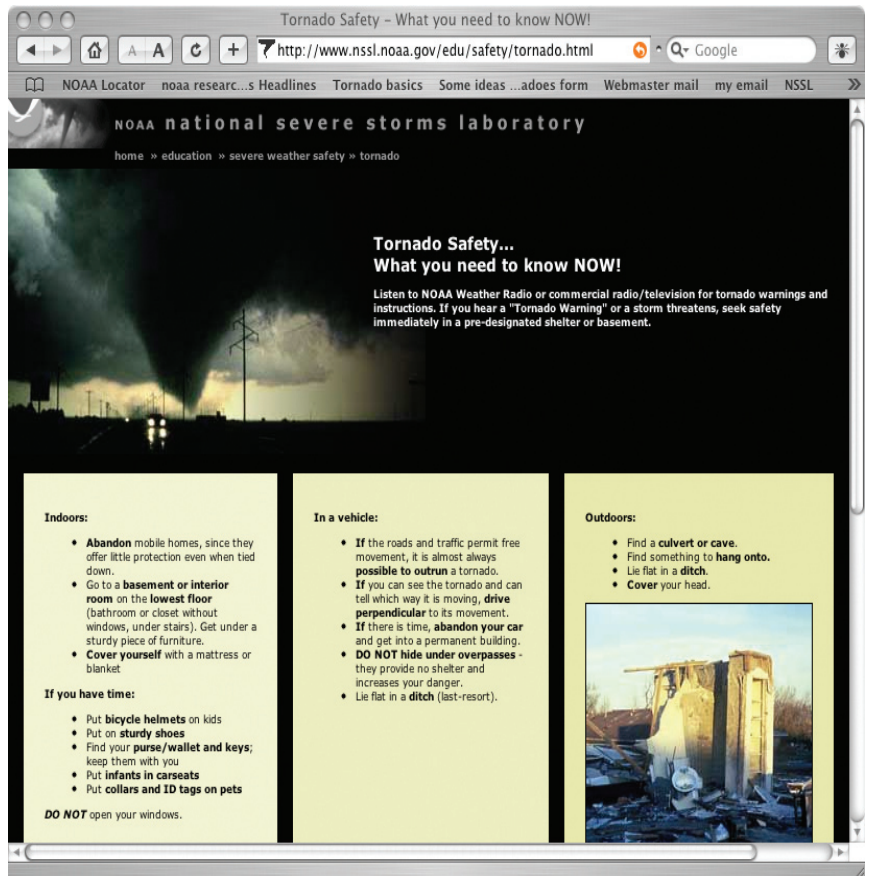 Tornado Safety – What you need to know NOW!
A A http://www.nssl.noaa.gov/edu/safety/tornado.html Google
NOAA Locator noaa researc...s Headlines Tornado basics Some ideas ...adoes form Webmaster mail my email NSSL
NOAA national severe storms laboratory
home » education » severe weather safety » tornado
Tornado Safety...
What you need to know NOW!
Listen to NOAA Weather Radio or commercial radio/television for tornado warnings and
instructions. If you hear a "Tornado Warning" or a storm threatens, seek safety
immediately in a pre-designated shelter or basement.
Indoors:
• Abandon mobile homes, since they
offer little protection even when tied
down.
• Go to a basement or interior
room on the lowest floor
(bathroom or closet without
windows, under stairs). Get under a
sturdy piece of furniture.
• Cover yourself with a mattress or
blanket
If you have time:
• Put bicycle helmets on kids
• Put on sturdy shoes
• Find your purse/wallet and keys;
keep them with you
• Put infants in carseats
• Put collars and ID tags on pets
DO NOT open your windows.
In a vehicle:
• If the roads and traffic permit free
movement, it is almost always
possible to outrun a tornado.
• If you can see the tornado and can
tell which way it is moving, drive
perpendicular to its movement.
• If there is time, abandon your car
and get into a permanent building.
• DO NOT hide under overpasses -
they provide no shelter and
increases your danger.
• Lie flat in a ditch (last-resort).
Outdoors:
• Find a culvert or cave.
• Find something to hang onto.
• Lie flat in a ditch.
• Cover your head.